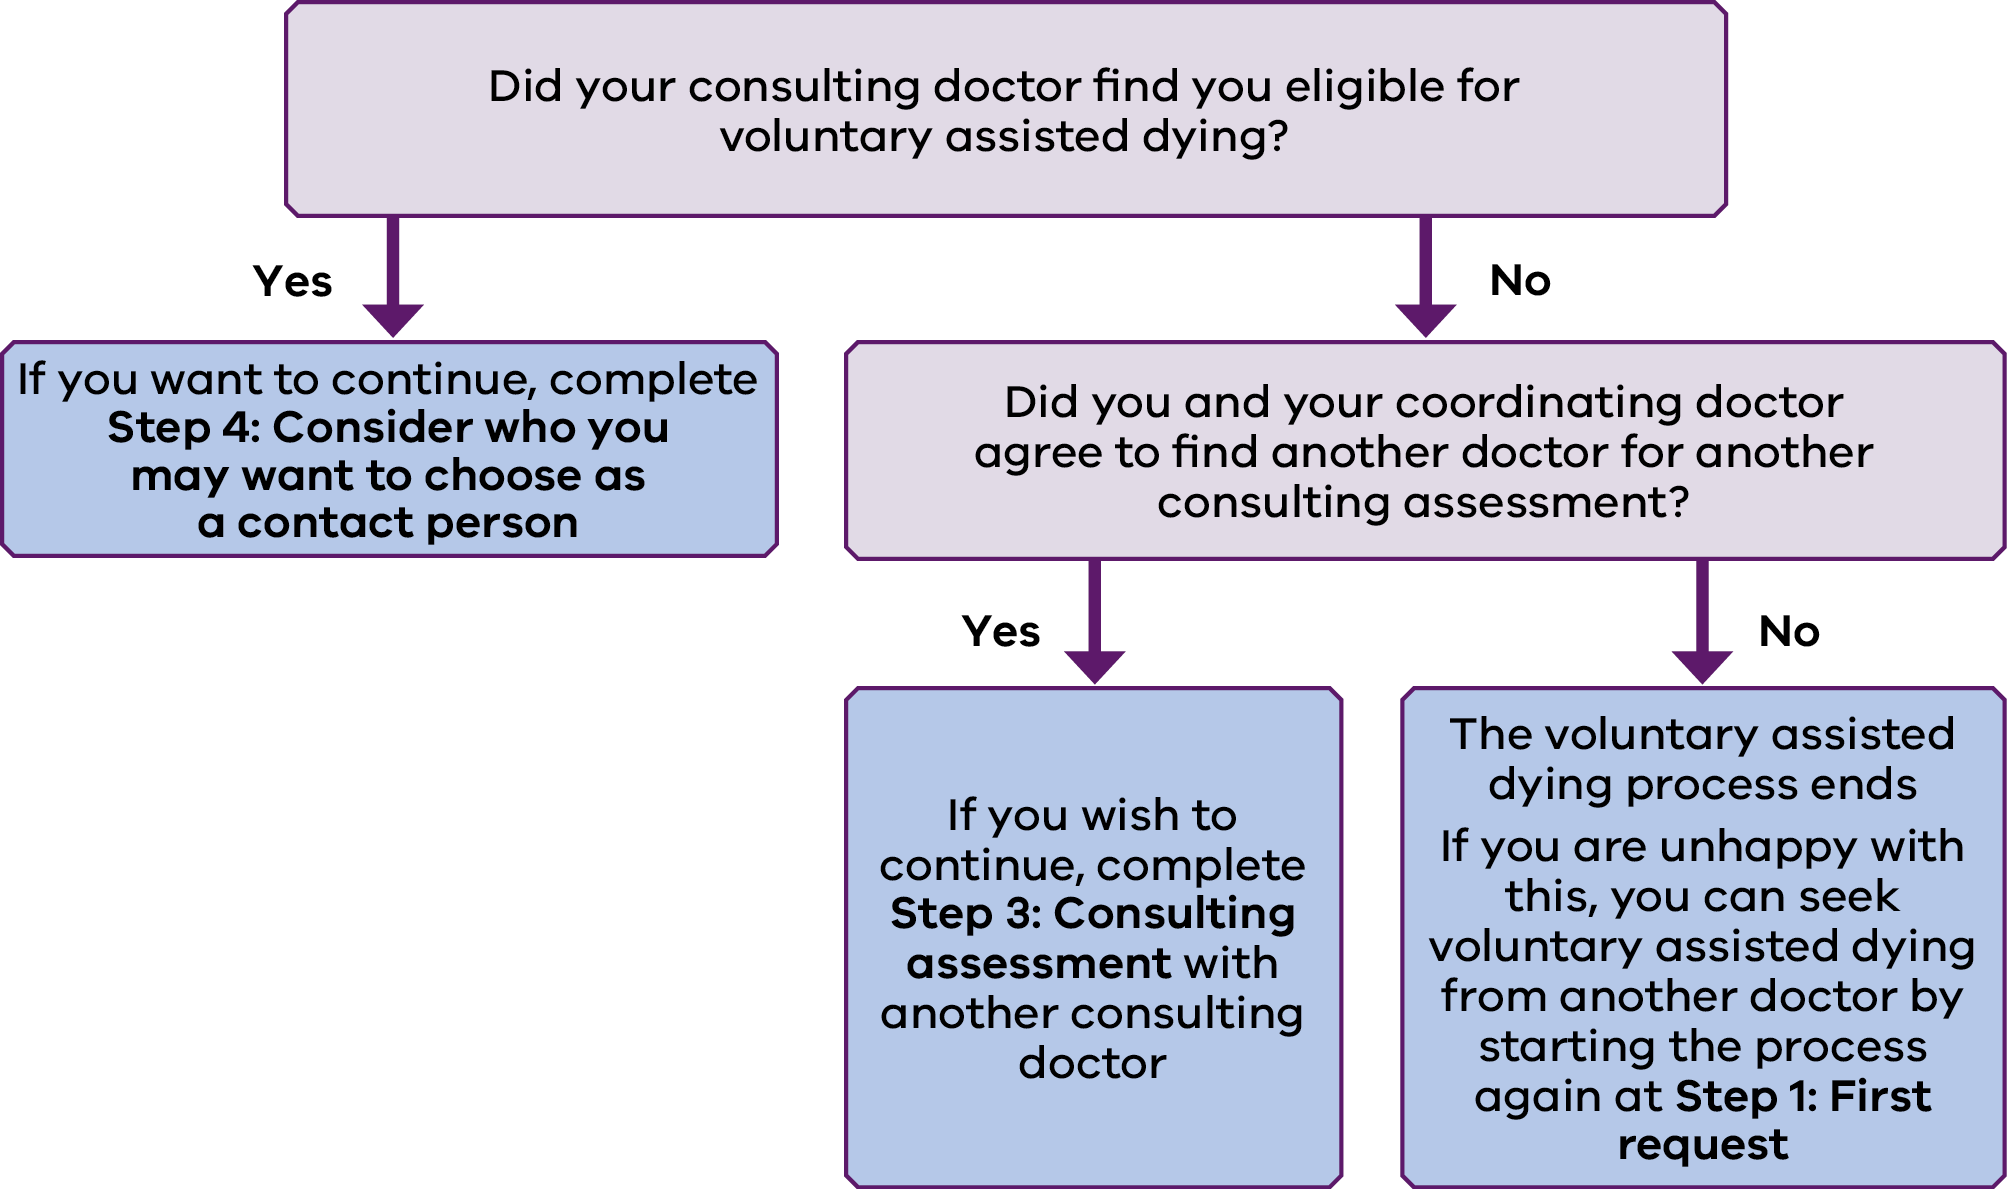 Did your consulting doctor find you eligible for
voluntary assisted dying?
Yes
No
If you want to continue, complete
Step 4: Consider who you
may want to choose as
a contact person
Did you and your coordinating doctor
agree to find another doctor for another
consulting assessment?
Yes
No
If you wish to
continue, complete
Step 3: Consulting
assessment with
another consulting
doctor
The voluntary assisted
dying process ends
If you are unhappy with
this, you can seek
voluntary assisted dying
from another doctor by
starting the process
again at Step 1: First
request